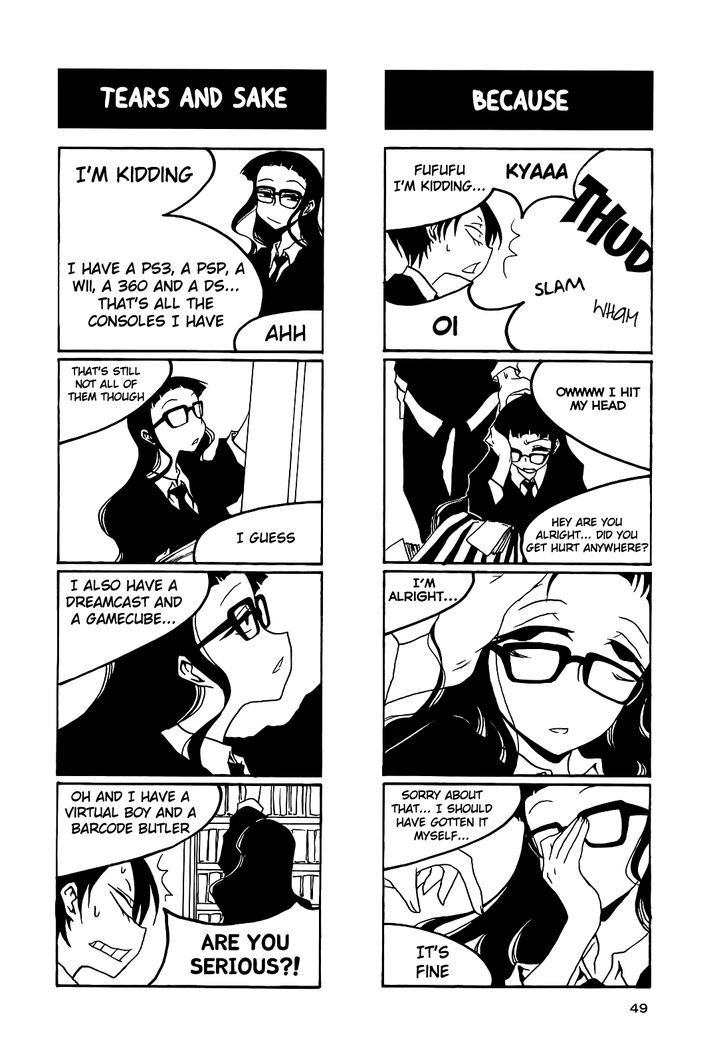 BECAUSE
FUFUFU
I'M KIDDING...
KYAAA
THUD
SLAM
WHAM
OI
OWWWW I HIT
MY HEAD
HEY ARE YOU
ALRIGHT... DID YOU
GET HURT ANYWHERE?
I'M
ALRIGHT...
SORRY ABOUT
THAT... I SHOULD
HAVE GOTTEN IT
MYSELF...
IT'S
FINE
TEARS AND SAKE
I'M KIDDING
I HAVE A PS3, A PSP, A
WII, A 360 AND A DS...
THAT'S ALL THE
CONSOLES I HAVE
AHH
THAT'S STILL
NOT ALL OF
THEM THOUGH
I GUESS
I ALSO HAVE A
DREAMCAST AND
A GAMECUBE...
OH AND I HAVE A
VIRTUAL BOY AND A
BARCODE BUTLER
ARE YOU
SERIOUS?!
49